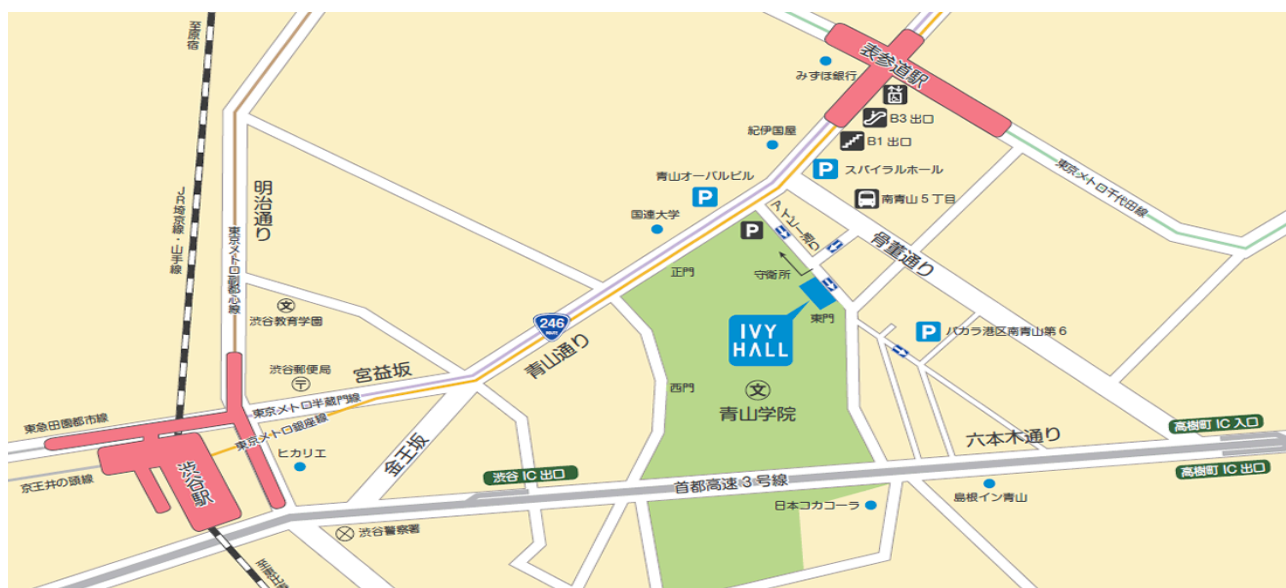 至原宿
表参道駅
みずほ銀行
B3 出口
B1 出口
紀伊国屋
スパイラルホール
P
青山オーバルビル
P
南青山 5 丁目
東京メトロ千代田線
国連大学
P
Aトビー通り
骨董通り
明治通り
JR埼京線・山手線
東京メトロ副都心線
正門
守衛所
東門
IVY
HALL
P
パカラ港区南青山第 6
渋谷教育学園
文
246
ROUTE
青山通り
渋谷郵便局
宮益坂
東京メトロ半蔵門線
東急田園都市線
東京メトロ銀座線
西門
文
青山学院
六本木通り
高樹町 IC 入口
高樹町 IC 出口
京王井の頭線
渋谷駅
ヒカリエ
金王坂
渋谷 IC 出口
首都高速 3 号線
島根イン青山
日本コカコーラ
渋谷警察署